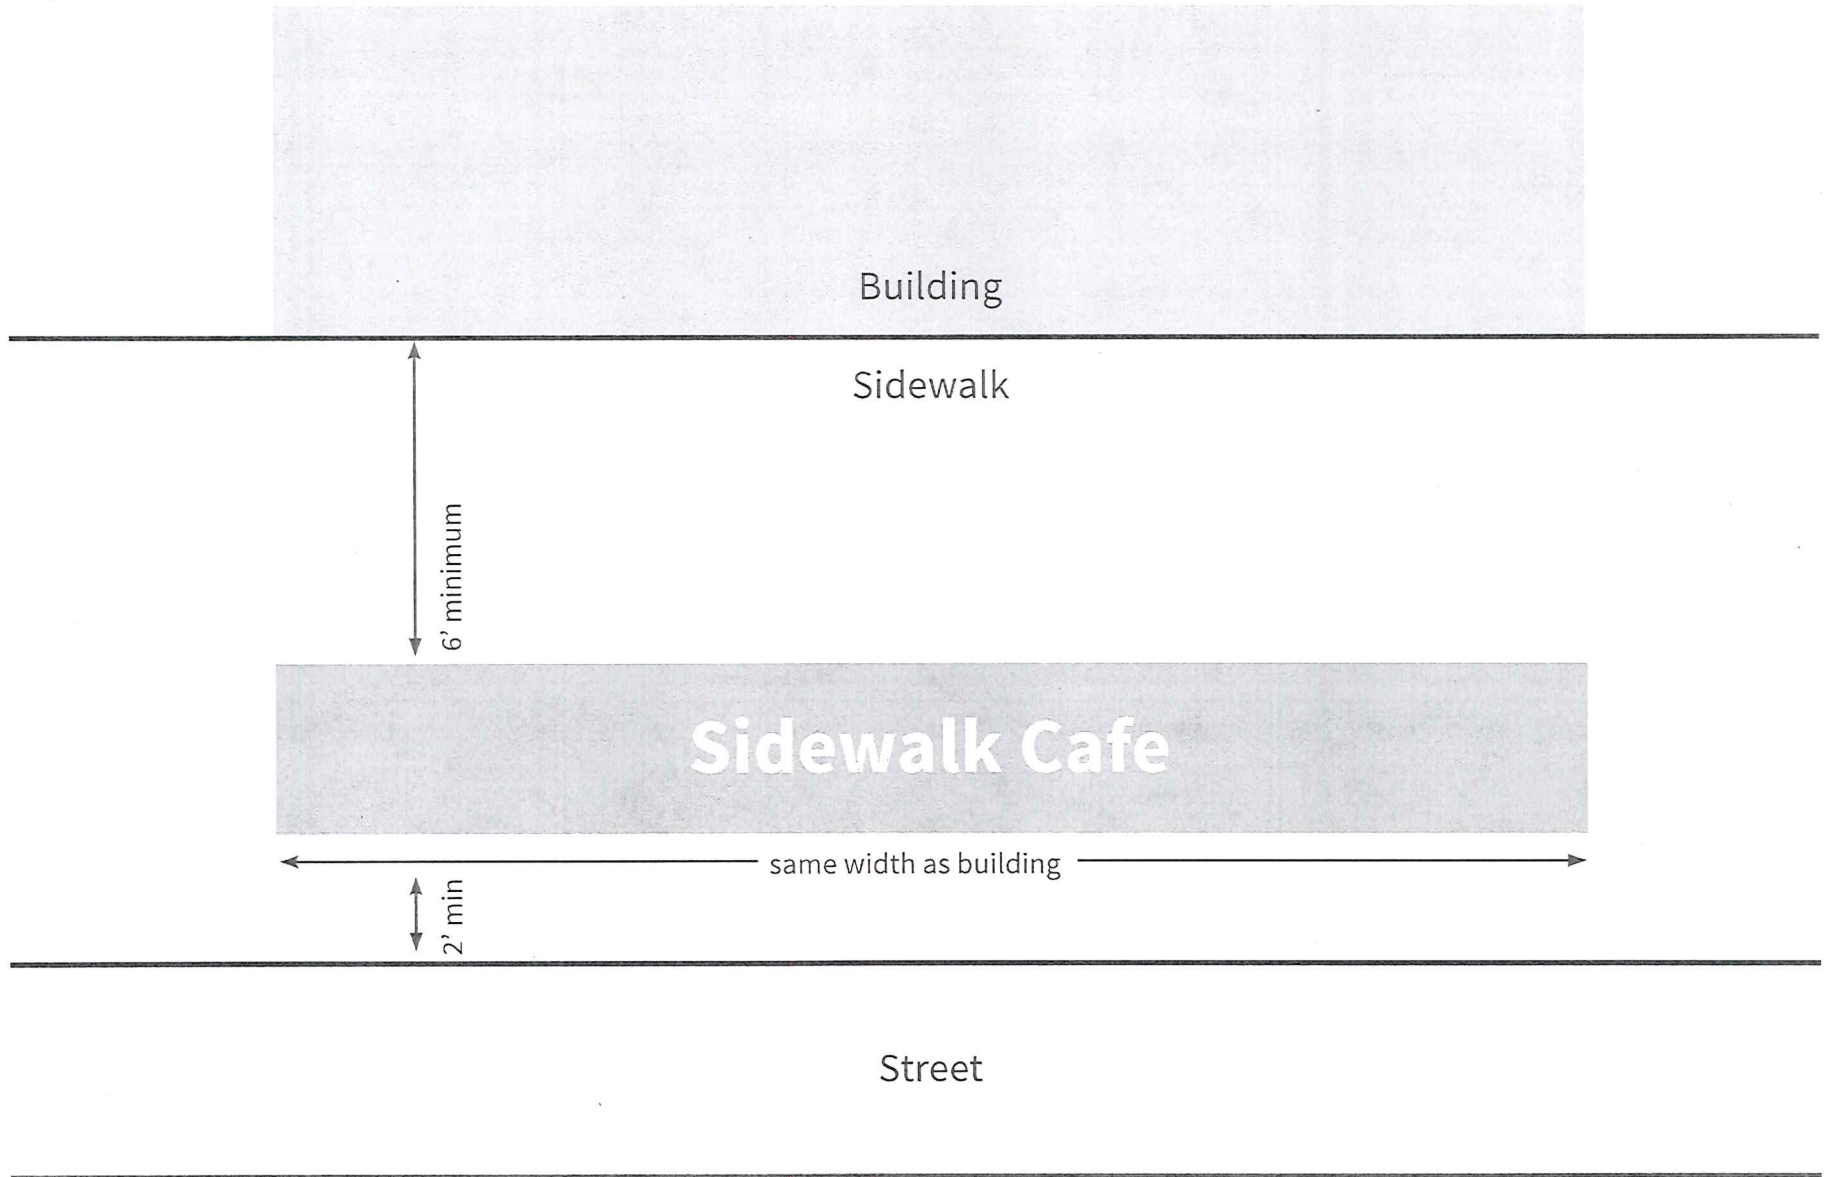 Building
Sidewalk
6’ minimum
Sidewalk Cafe
same width as building
2’ min
Street